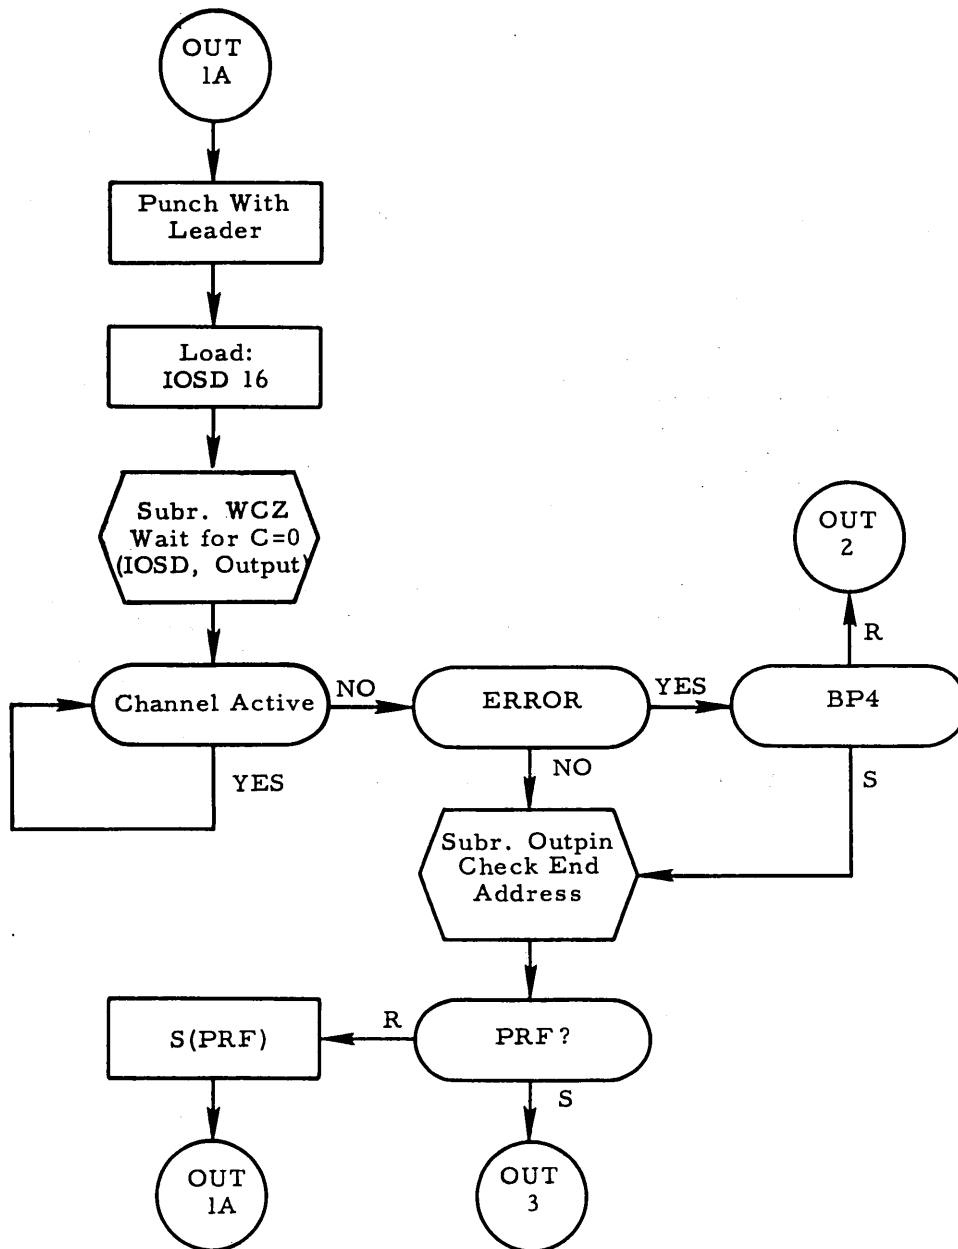 OUT
1A
Punch With
Leader
Load:
IOSD 16
Subr. WCZ
Wait for C=0
(IOSD, Output)
OUT
2
R
Channel Active
NO
ERROR
YES
BP4
YES
NO
S
Subr. Outpin
Check End
Address
S(PRF)
R
PRF?
S
OUT
1A
OUT
3